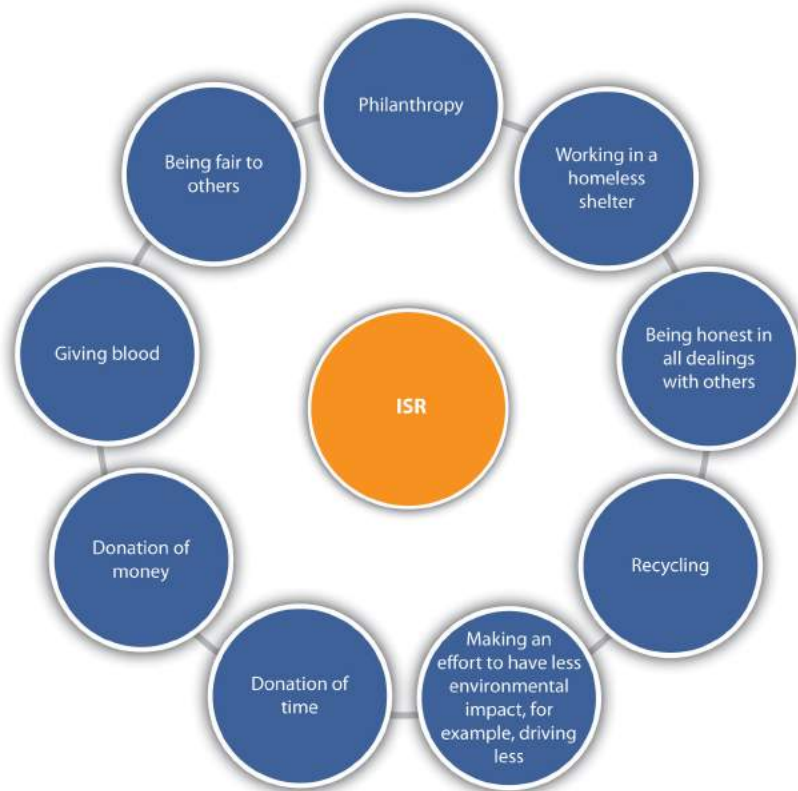 Philanthropy
Working in a
homeless
shelter
Being honest in
all dealings
with others
Recycling
Making an
effort to have less
environmental
impact, for
example, driving
less
Donation of
time
Donation of
money
Giving blood
Being fair to
others
ISR